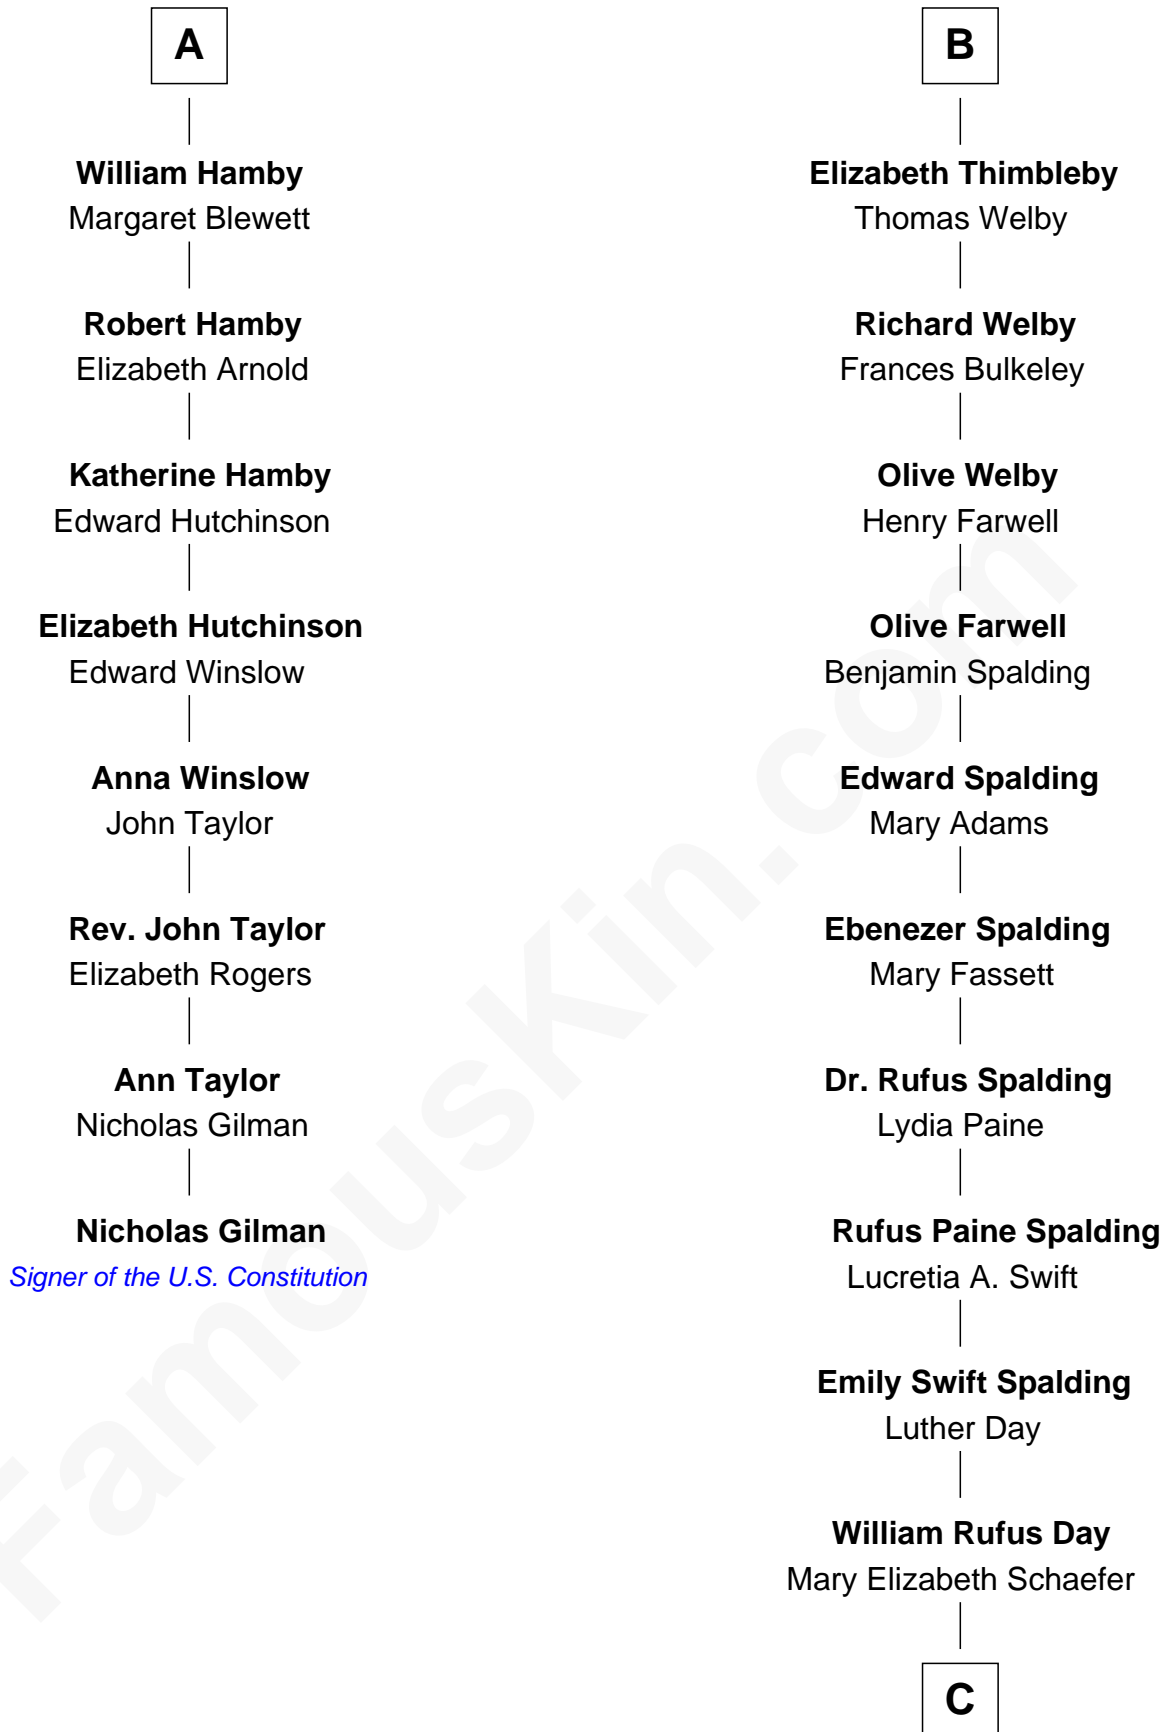 A
William Hamby
Margaret Blewett
Robert Hamby
Elizabeth Arnold
Katherine Hamby
Edward Hutchinson
Elizabeth Hutchinson
Edward Winslow
Anna Winslow
John Taylor
Rev. John Taylor
Elizabeth Rogers
Ann Taylor
Nicholas Gilman
Nicholas Gilman
Signer of the U.S. Constitution
B
Elizabeth Thimbleby
Thomas Welby
Richard Welby
Frances Bulkeley
Olive Welby
Henry Farwell
Olive Farwell
Benjamin Spalding
Edward Spalding
Mary Adams
Ebenezer Spalding
Mary Fassett
Dr. Rufus Spalding
Lydia Paine
Rufus Paine Spalding
Lucretia A. Swift
Emily Swift Spalding
Luther Day
William Rufus Day
Mary Elizabeth Schaefer
C
FamousKin.com